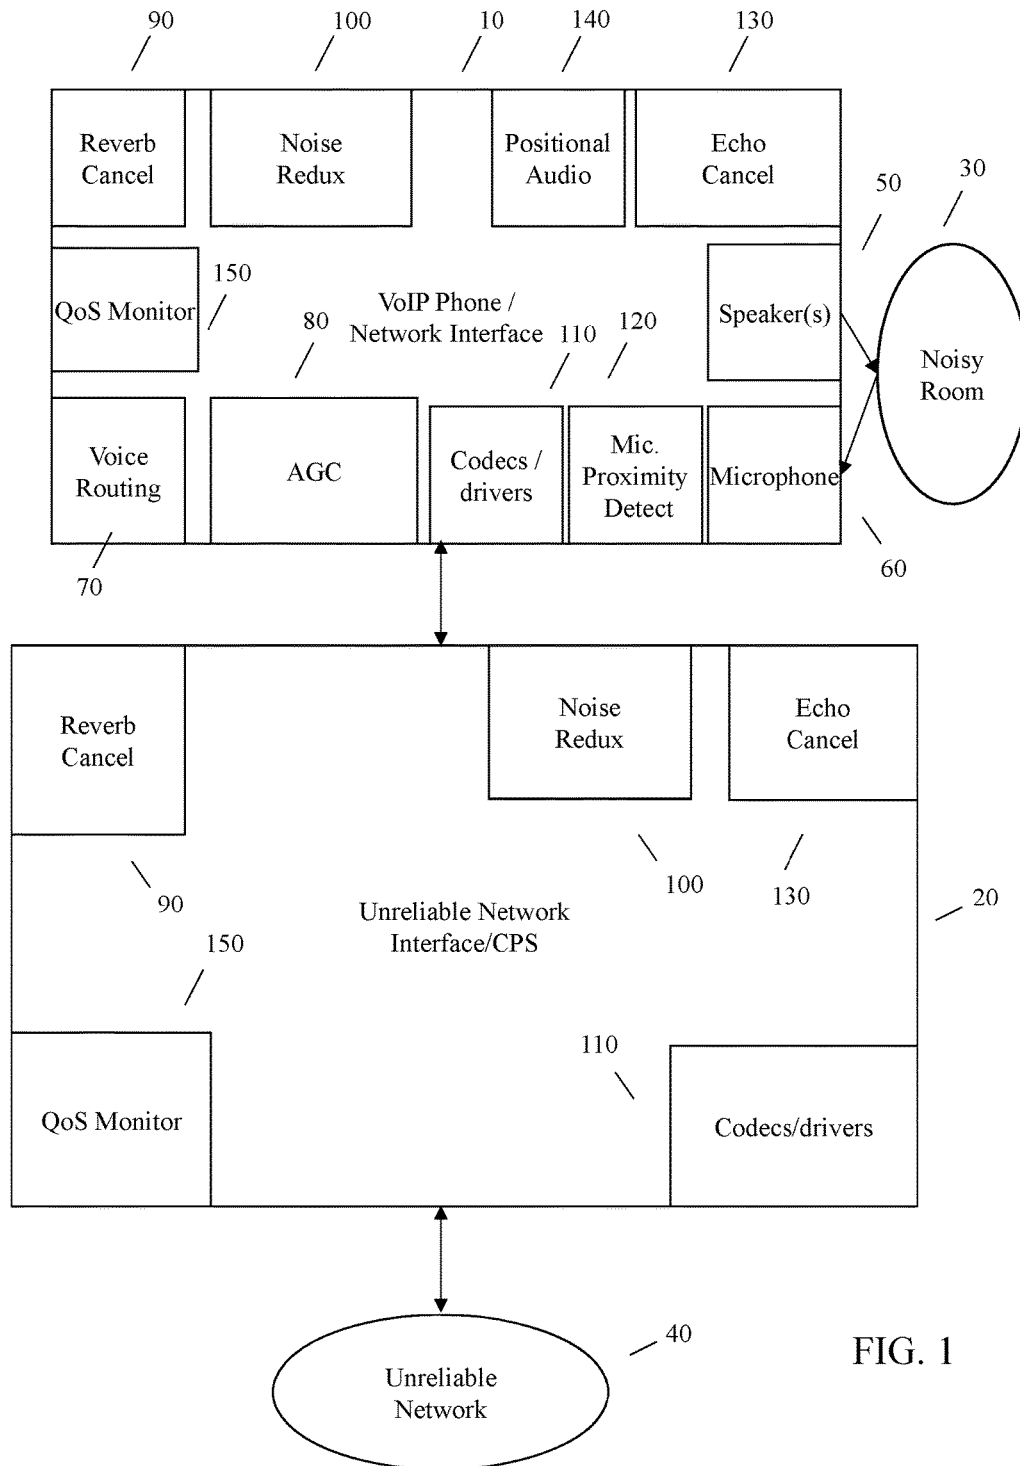 90
100
10
140
130
Reverb
Cancel
Noise
Redux
Positional
Audio
Echo
Cancel
50
30
QoS Monitor
150
VoIP Phone /
Network Interface
80
110
120
Speaker(s)
Noisy
Room
Voice
Routing
AGC
Codecs /
drivers
Mic.
Proximity
Detect
Microphone
70
60
Reverb
Cancel
Noise
Redux
Echo
Cancel
90
100
130
20
Unreliable Network
Interface/CPS
150
110
QoS Monitor
Codecs/drivers
40
Unreliable
Network
FIG. 1